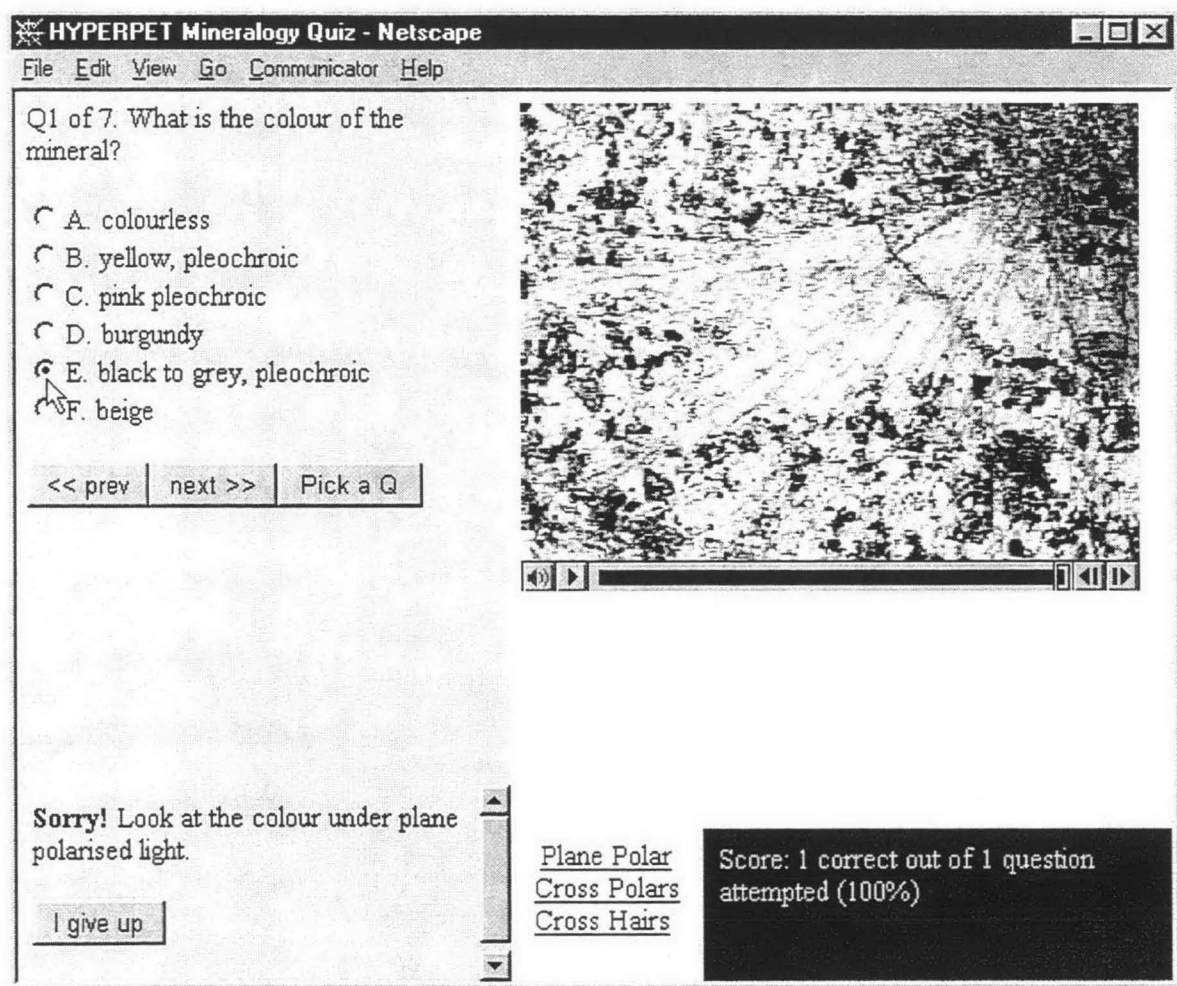 HYPERPET Mineralogy Quiz - Netscape
File Edit View Go Communicator Help
Q1 of 7. What is the colour of the
mineral?
A. colourless
B. yellow, pleochroic
C. pink pleochroic
D. burgundy
E. black to grey, pleochroic
F. beige
<< prev next >> Pick a Q
Sorry! Look at the colour under plane
polarised light.
I give up
Plane Polar
Cross Polars
Cross Hairs
Score: 1 correct out of 1 question
attempted (100%)